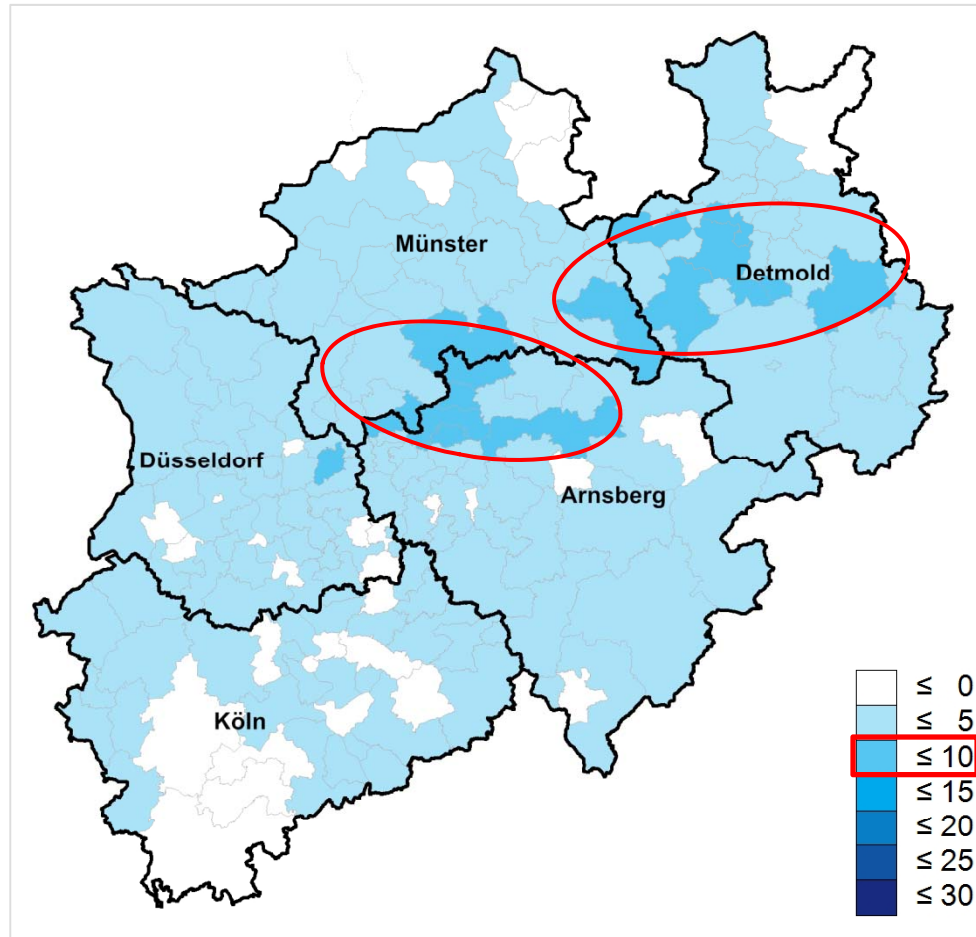 Münster
Detmold
Düsseldorf
Arnsberg
Köln
≤ 0
≤ 5
≤ 10
≤ 15
≤ 20
≤ 25
≤ 30